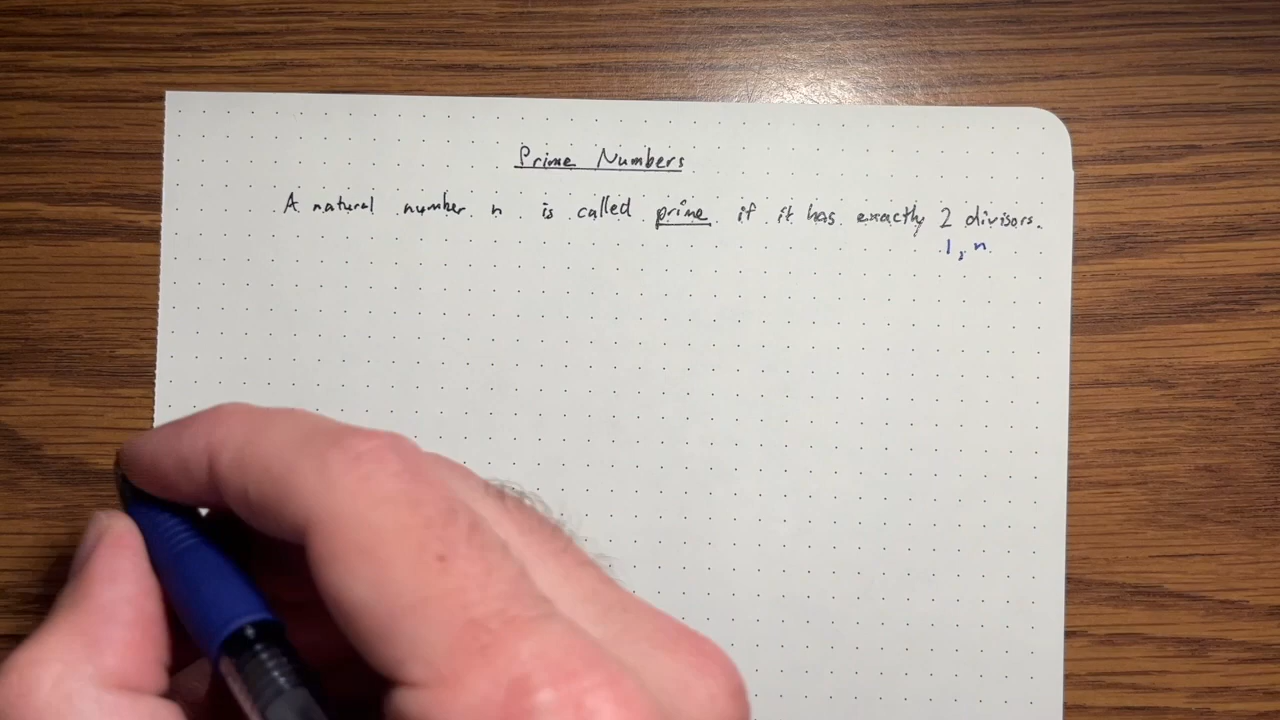 Prime Numbers
A natural number n is called prime if it has exactly 2 divisors.
1, n